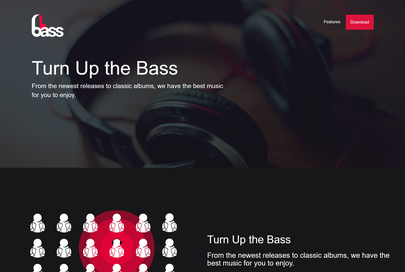 bass
Features
Download
Turn Up the Bass
From the newest releases to classic albums, we have the best music
for you to enjoy.
Turn Up the Bass
From the newest releases to classic albums, we have the
best music for you to enjoy.